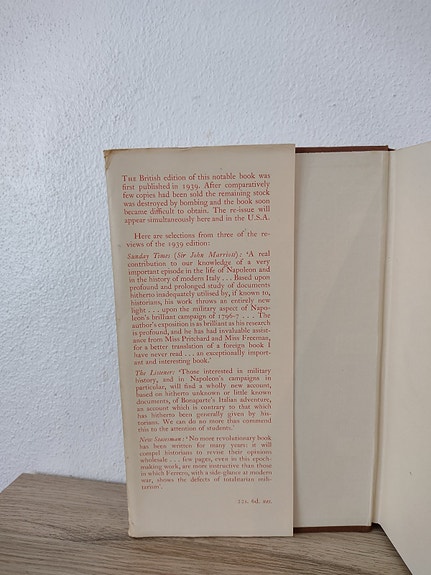 THE British edition of this notable book was
first published in 1939. After comparatively
few copies had been sold the remaining stock
was destroyed by bombing and the book soon
became difficult to obtain. The re-issue will
appear simultaneously here and in the U.S.A.
Here are selections from three of the re-
views of the 1939 edition:
Sunday Times (Sir John Marriott): 'A real
contribution to our knowledge of a very
important episode in the life of Napoleon and
in the history of modern Italy ... Based upon
profound and prolonged study of documents
hitherto inadequately utilised by, if known to,
historians, his work throws an entirely new
light ... upon the military aspect of Napo-
leon's brilliant campaign of 1796-7 ... The
author's exposition is as brilliant as his research
is profound, and he has had invaluable assist-
ance from Miss Pritchard and Miss Freeman,
for a better translation of a foreign book I
have never read ... an exceptionally import-
ant and interesting book.'
The Listener: 'Those interested in military
history, and in Napoleon's campaigns in
particular, will find a wholly new account,
based on hitherto unknown or little known
documents, of Bonaparte's Italian adventure,
an account which is contrary to that which
has hitherto been generally given by his-
torians. We can do no more than commend
this to the attention of students.'
New Statesman: 'No more revolutionary book
has been written for many years: it will
compel historians to revise their opinions
wholesale ... few pages, even in this epoch-
making work, are more instructive than those
in which Ferrero, with a side glance at modern
war, shows the defects of totalitarian mili-
tarism'.
12s. 6d. net.